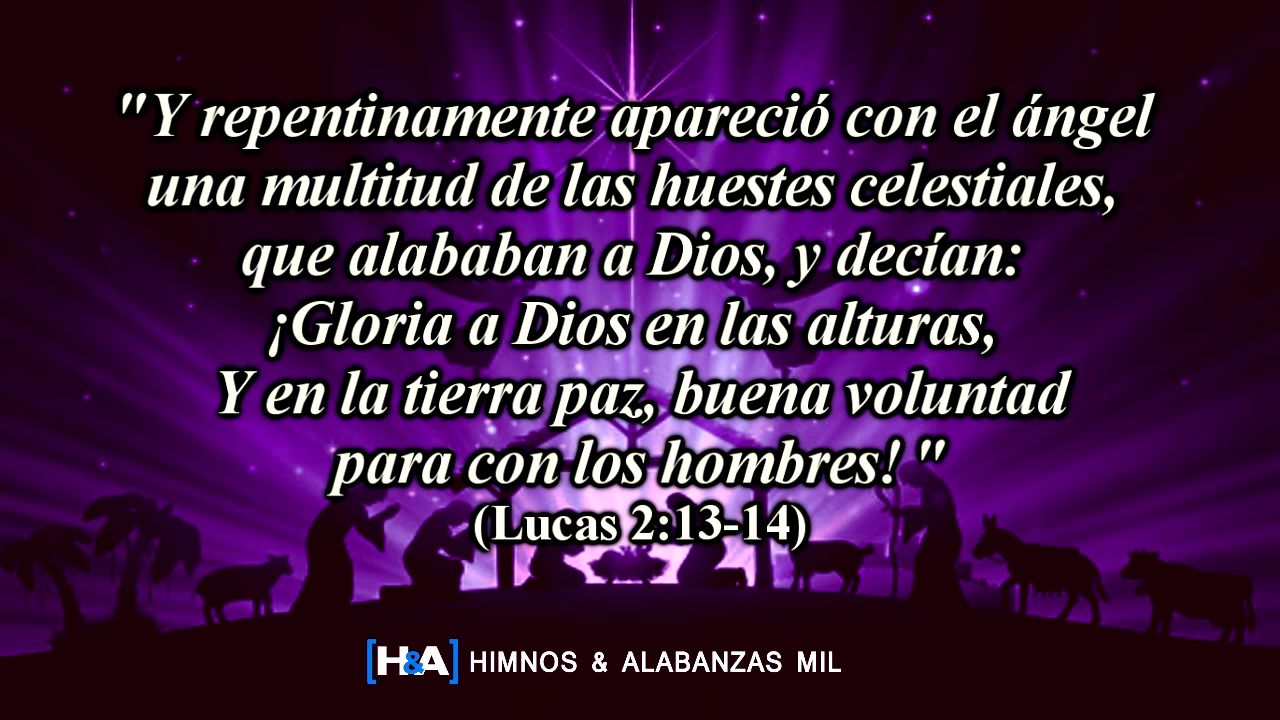 "Y repentinamente apareció con el ángel
una multitud de las huestes celestiales,
que alababan a Dios, y decían:
¡Gloria a Dios en las alturas,
Y en la tierra paz, buena voluntad
para con los hombres! "
(Lucas 2:13-14)
[H&A] HIMNOS & ALABANZAS MIL